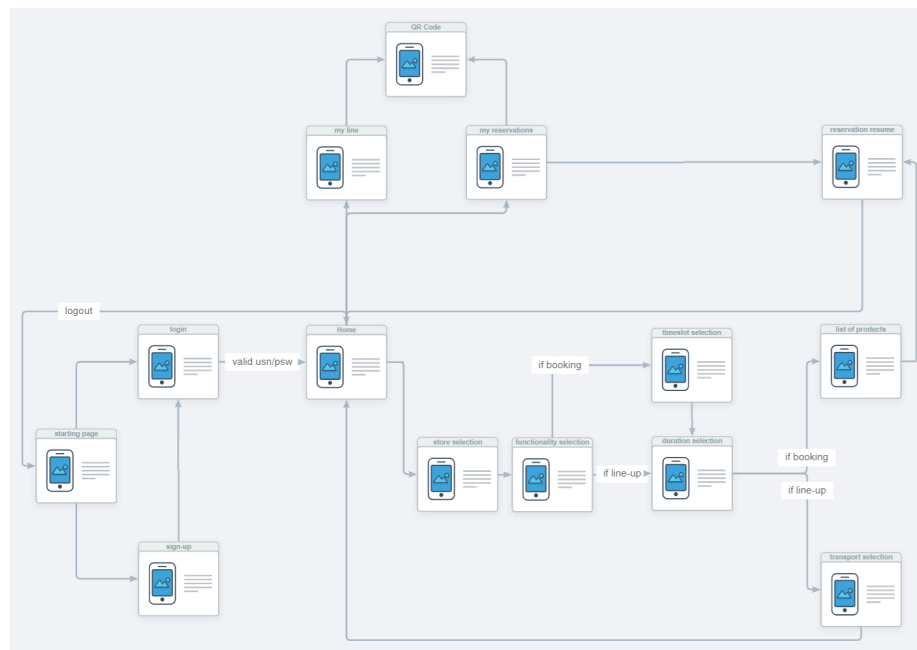 QR Code
my line
my reservations
reservation resume
logout
login
Home
timeslot selection
list of products
valid usn/psw
if booking
starting page
store selection
functionality selection
duration selection
if booking
if line-up
if line-up
sign-up
transport selection